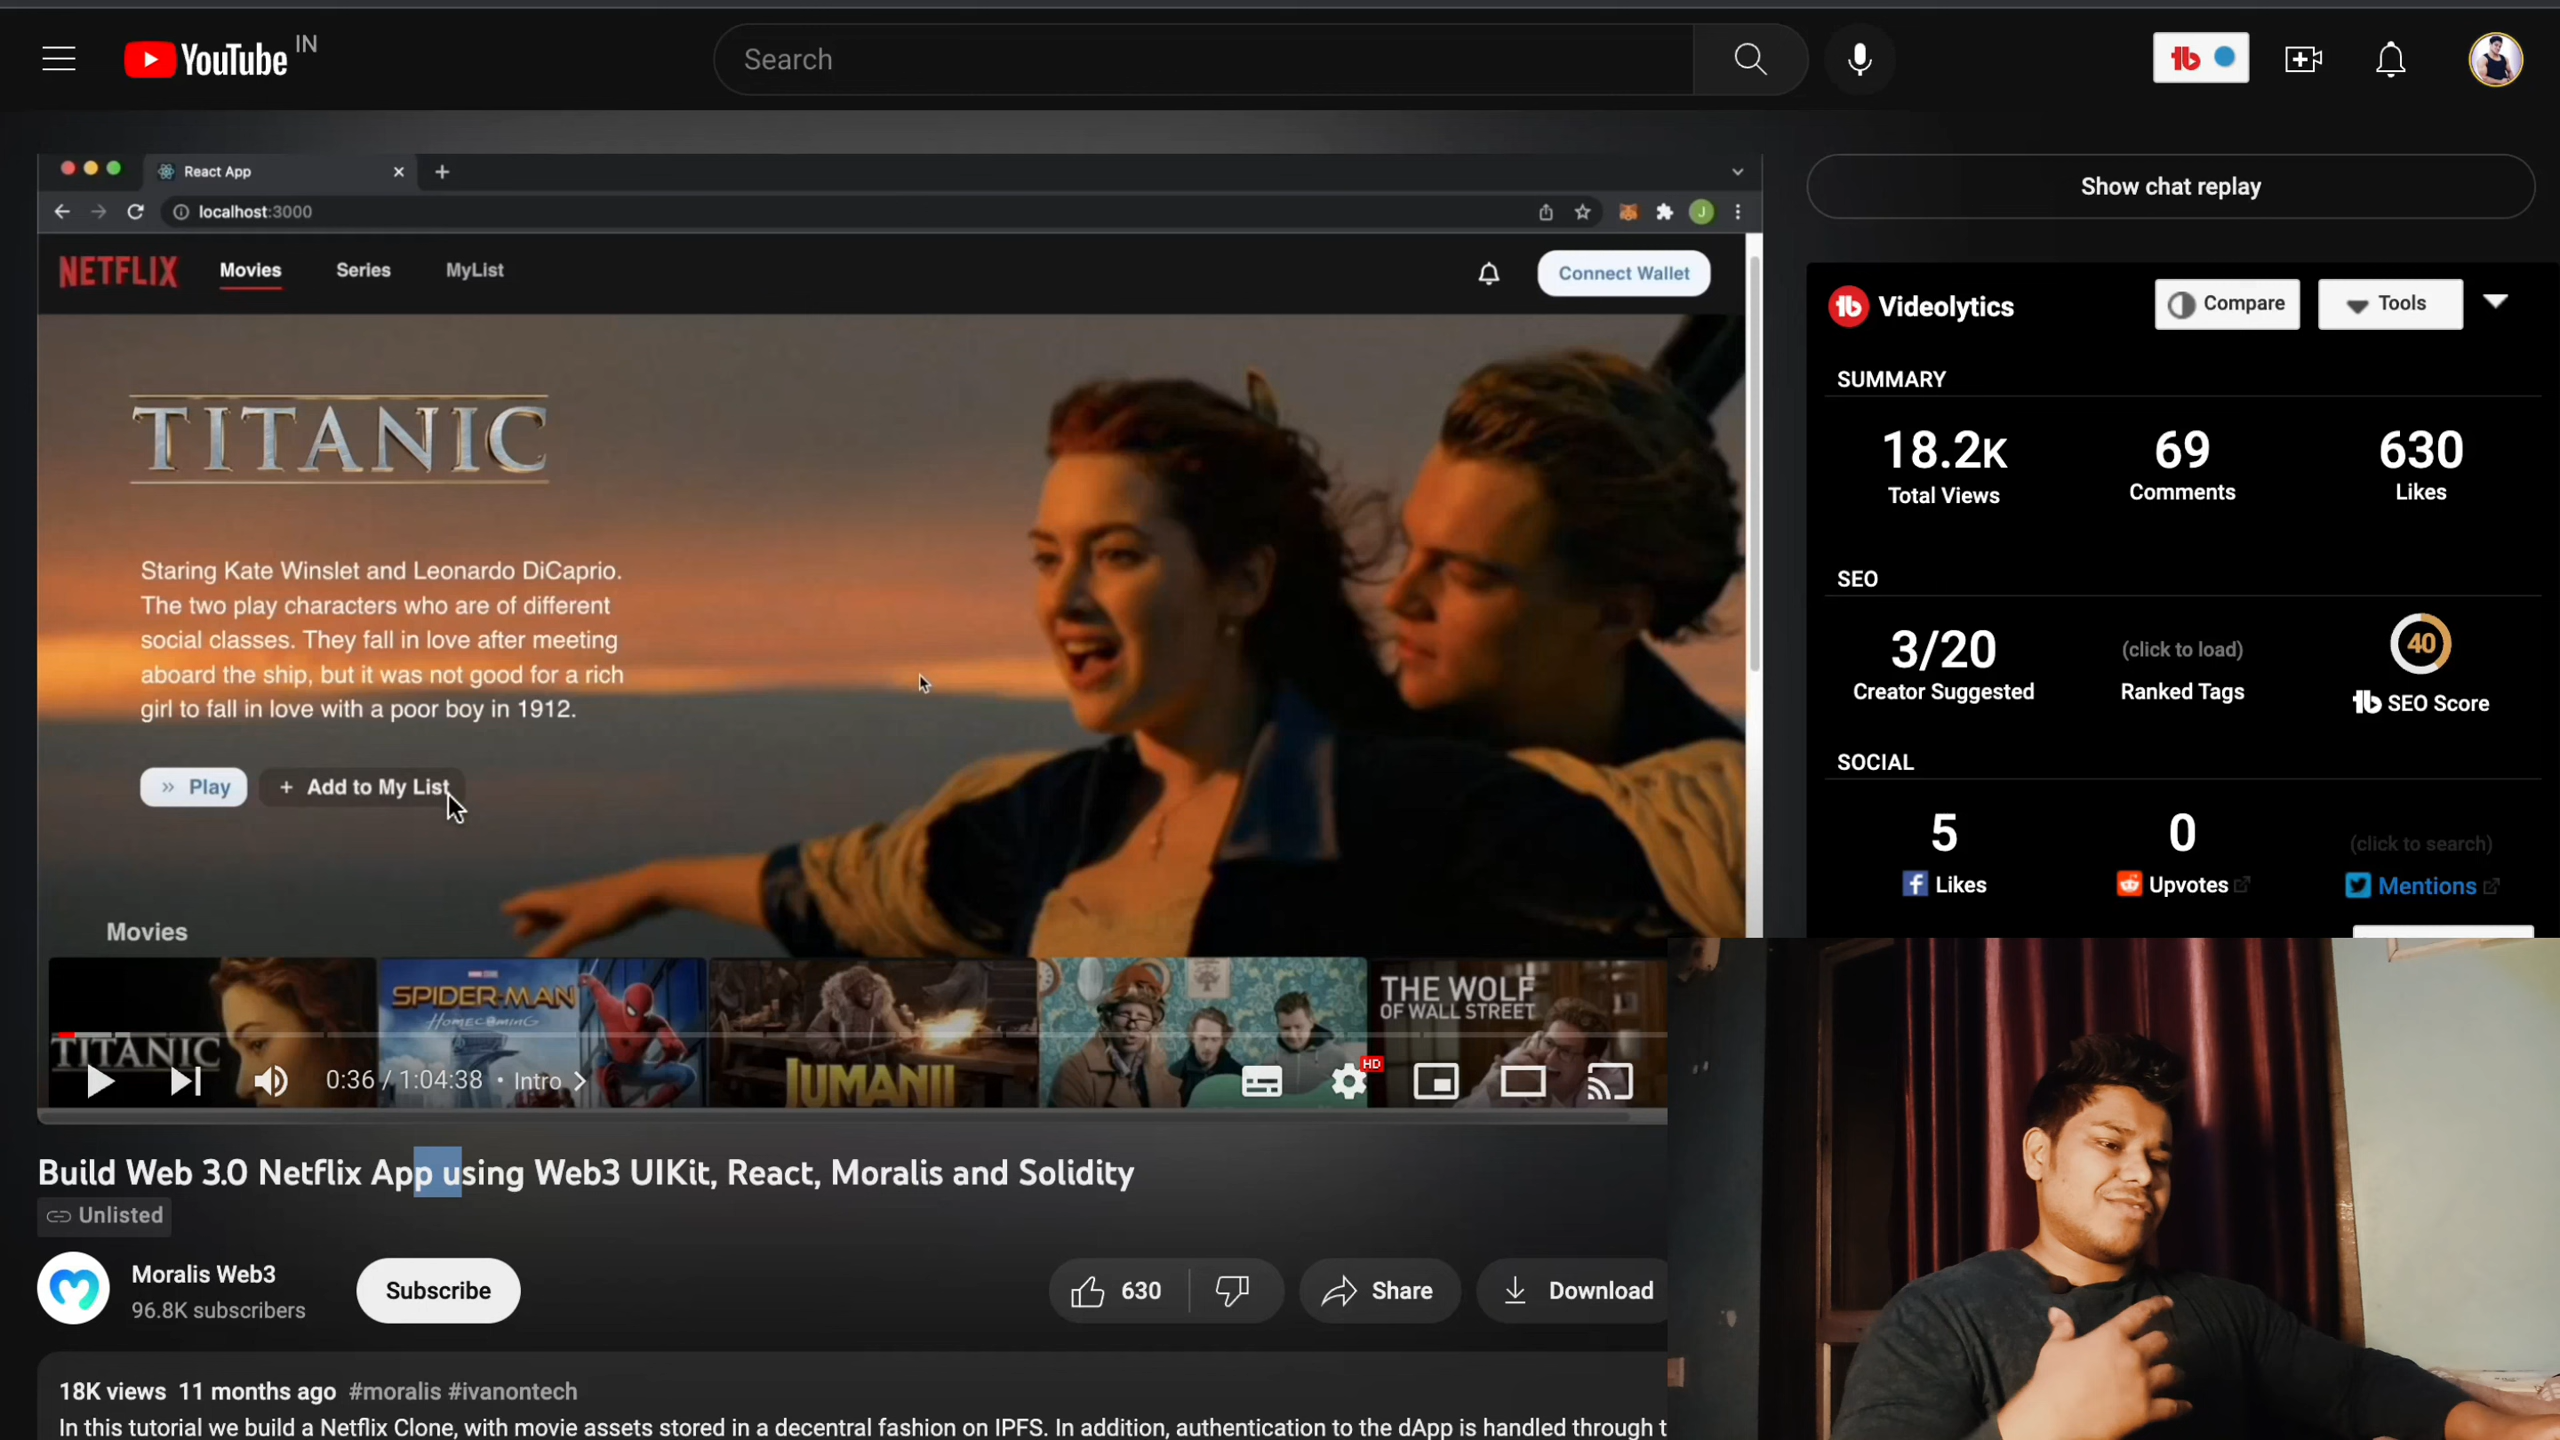 YouTube IN
Search
React App
localhost:3000
Show chat replay
NETFLIX Movies Series MyList
Connect Wallet
TITANIC
Staring Kate Winslet and Leonardo DiCaprio.
The two play characters who are of different
social classes. They fall in love after meeting
aboard the ship, but it was not good for a rich
girl to fall in love with a poor boy in 1912.
» Play + Add to My List
Movies
TITANIC
SPIDER-MAN
HOMECOMING
JUMANJI
THE WOLF
OF WALL STREET
0:36 / 1:04:38 • Intro
HD
Build Web 3.0 Netflix App using Web3 UIKit, React, Moralis and Solidity
Unlisted
Moralis Web3
96.8K subscribers
Subscribe
630
Share
Download
18K views 11 months ago #moralis #ivanontech
In this tutorial we build a Netflix Clone, with movie assets stored in a decentral fashion on IPFS. In addition, authentication to the dApp is handled through t
Videolytics
Compare
Tools
SUMMARY
18.2K 69 630
Total Views Comments Likes
SEO
3/20 (click to load) 40
Creator Suggested Ranked Tags SEO Score
SOCIAL
5 0 (click to search)
Likes Upvotes Mentions